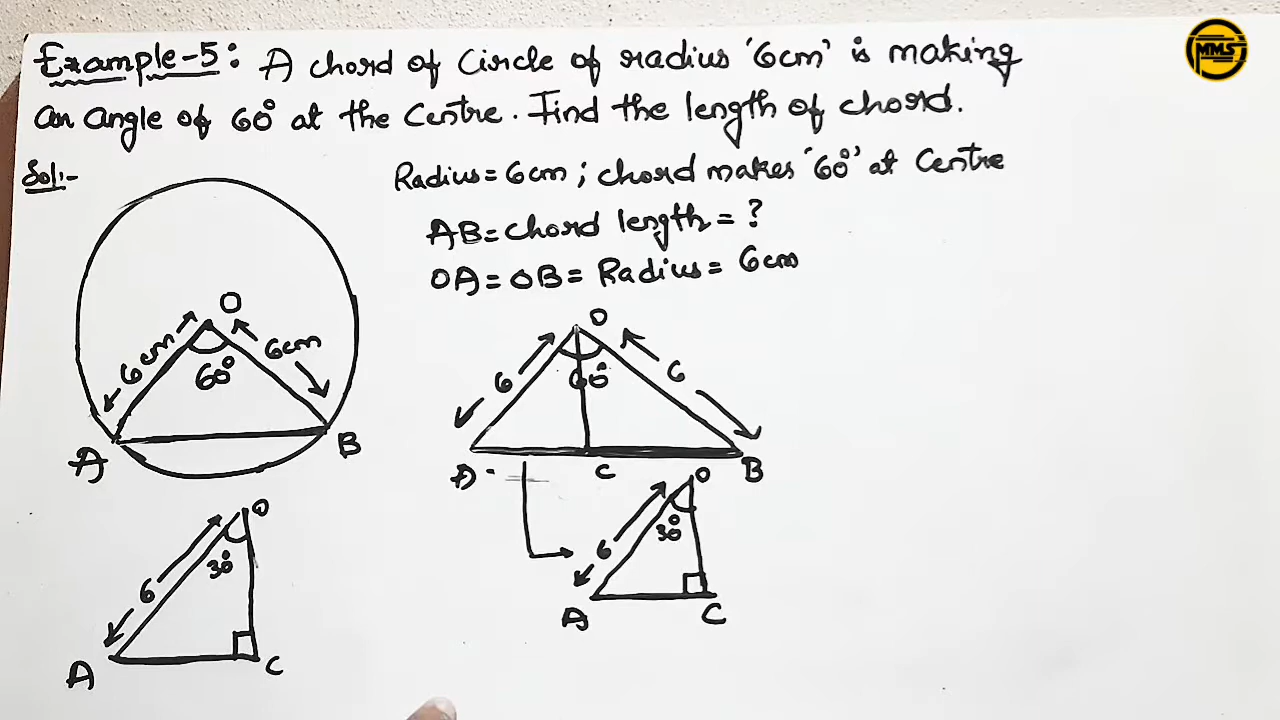 Example-5: A chord of Circle of radius '6cm' is making
an angle of 60° at the Centre. Find the length of chord.
Sol:-
Radius = 6cm ; chord makes '60°' at Centre
AB = chord length = ?
OA = OB = Radius = 6cm
O
6cm
6cm
60°
A
B
O
6
6
60°
A
C
B
O
30°
6
A
C
O
30°
6
A
C
MMS